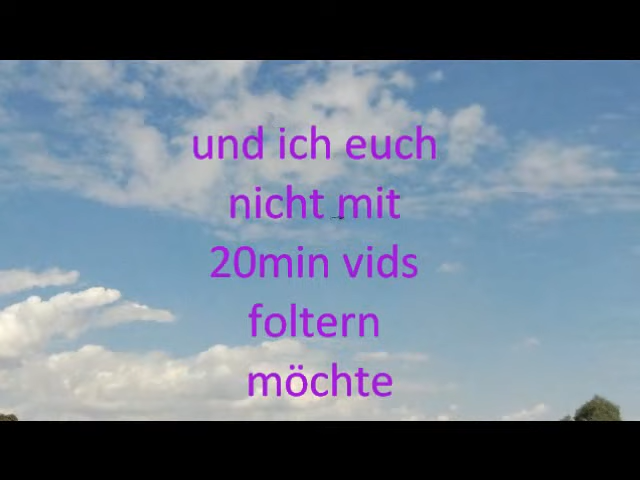 und ich euch
nicht mit
20min vids
foltern
möchte